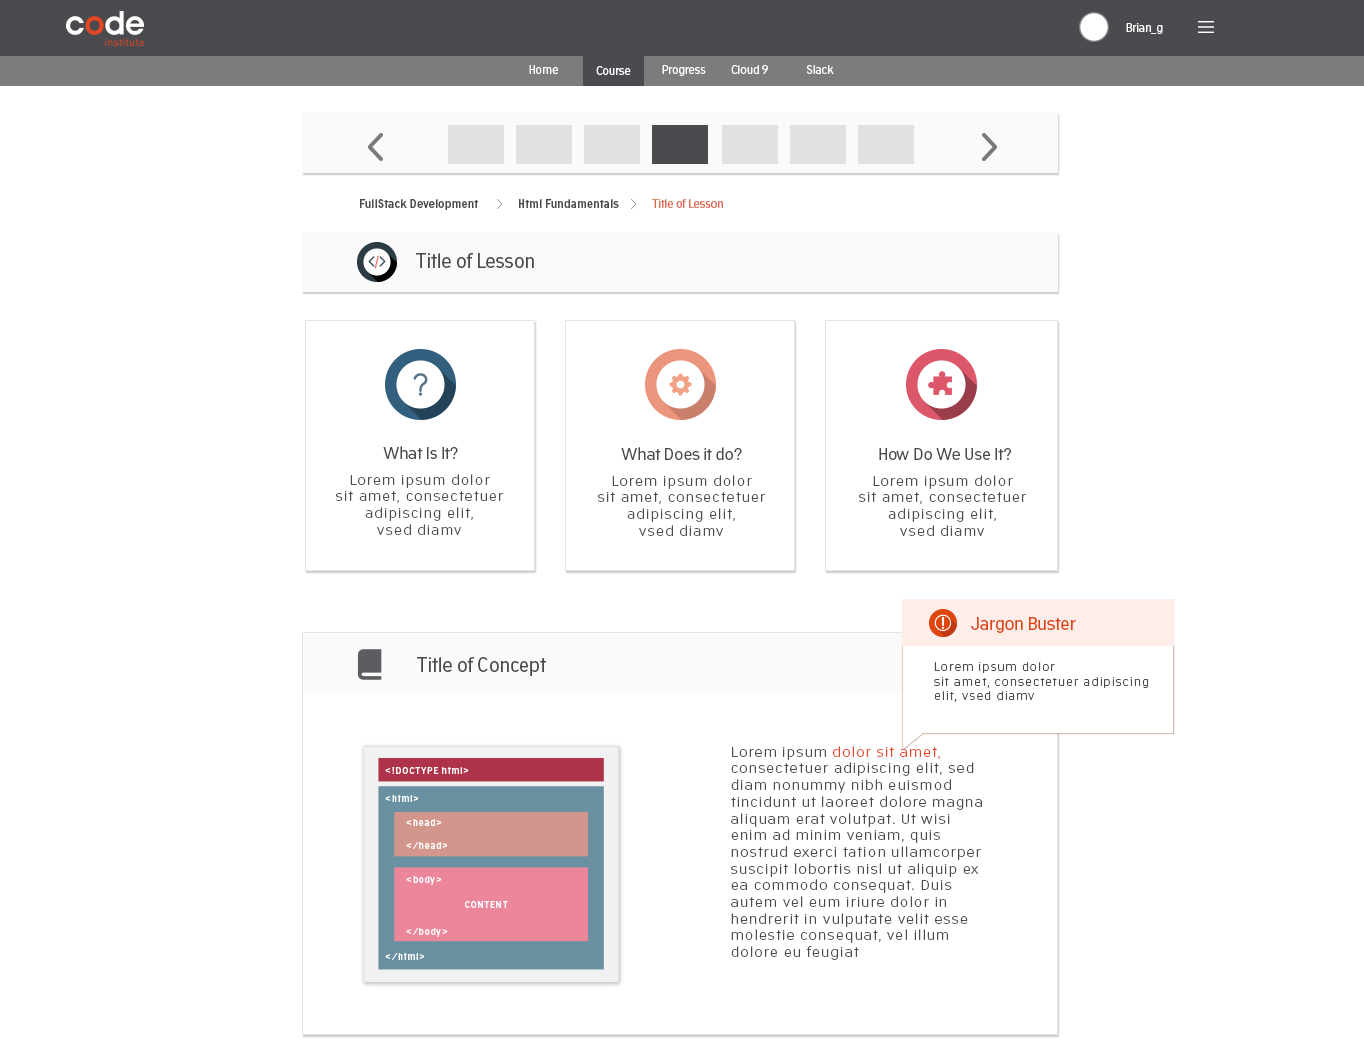 code
institute
Brian_g
Home
Course
Progress
Cloud 9
Slack
FullStack Development
Html Fundamentals
Title of Lesson
</>
Title of Lesson
?
What Is It?
Lorem ipsum dolor
sit amet, consectetuer
adipiscing elit,
vsed diamv
What Does it do?
Lorem ipsum dolor
sit amet, consectetuer
adipiscing elit,
vsed diamv
How Do We Use It?
Lorem ipsum dolor
sit amet, consectetuer
adipiscing elit,
vsed diamv
!
Jargon Buster
Lorem ipsum dolor
sit amet, consectetuer adipiscing
elit, vsed diamv
Title of Concept
<!DOCTYPE html>
<html>
<head>
</head>
<body>
CONTENT
</body>
</html>
Lorem ipsum dolor sit amet,
consectetuer adipiscing elit, sed
diam nonummy nibh euismod
tincidunt ut laoreet dolore magna
aliquam erat volutpat. Ut wisi
enim ad minim veniam, quis
nostrud exerci tation ullamcorper
suscipit lobortis nisl ut aliquip ex
ea commodo consequat. Duis
autem vel eum iriure dolor in
hendrerit in vulputate velit esse
molestie consequat, vel illum
dolore eu feugiat